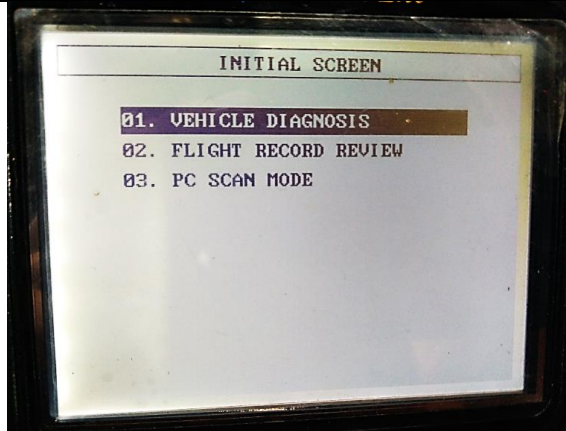 INITIAL SCREEN
01. VEHICLE DIAGNOSIS
02. FLIGHT RECORD REVIEW
03. PC SCAN MODE